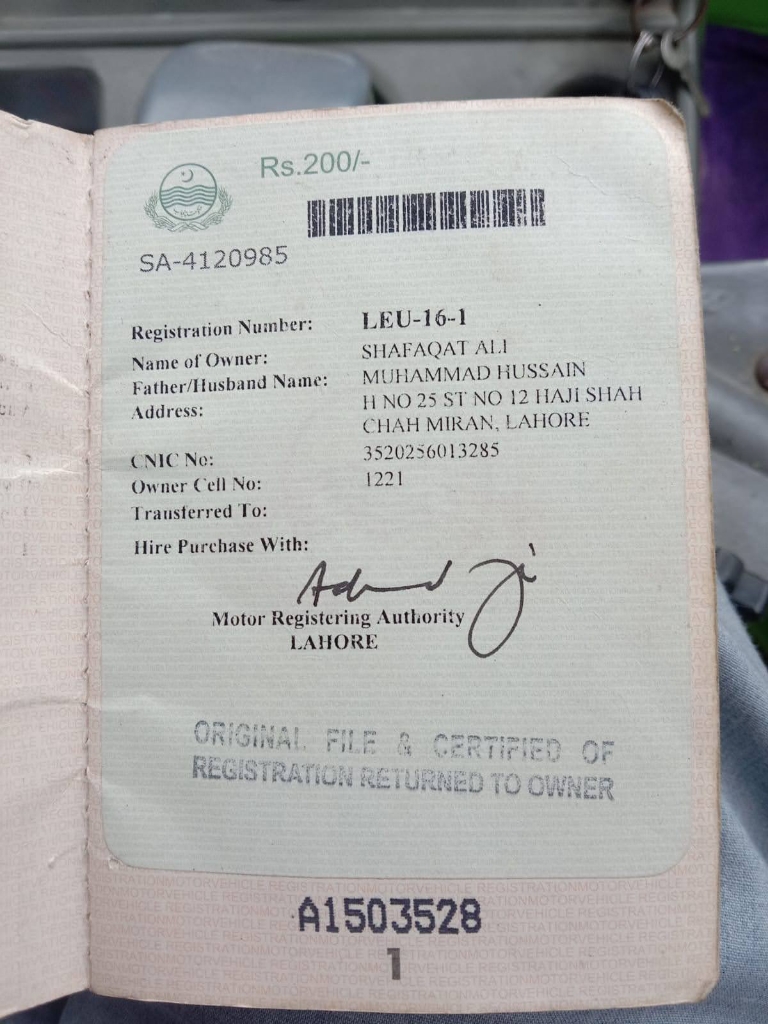 Rs.200/-
SA-4120985
Registration Number: LEU-16-1
Name of Owner: SHAFAQAT ALI
Father/Husband Name: MUHAMMAD HUSSAIN
Address: H NO 25 ST NO 12 HAJI SHAH
CHAH MIRAN, LAHORE
CNIC No: 3520256013285
Owner Cell No: 1221
Transferred To:
Hire Purchase With:
Motor Registering Authority
LAHORE
ORIGINAL FILE & CERTIFIED OF
REGISTRATION RETURNED TO OWNER
A1503528
1